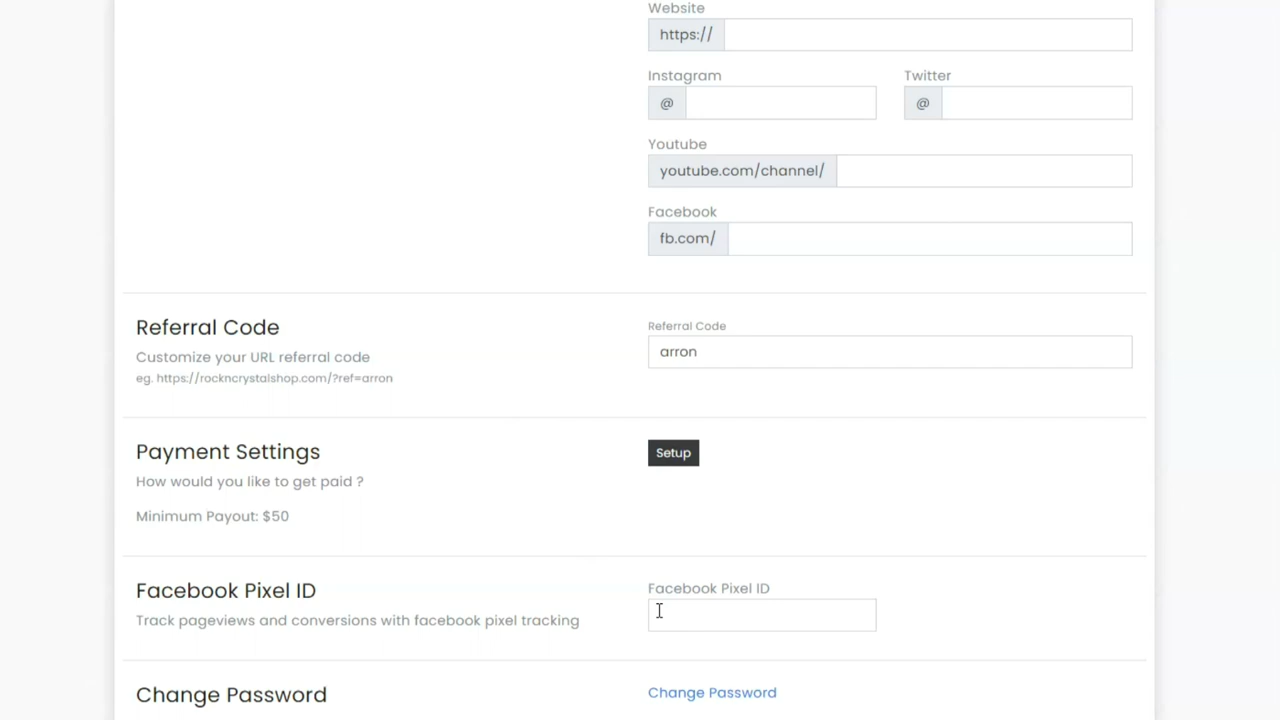 Website
https://
Instagram
Twitter
@
@
Youtube
youtube.com/channel/
Facebook
fb.com/
Referral Code
Customize your URL referral code
eg. https://rockncrystalshop.com/?ref=arron
Referral Code
arron
Payment Settings
How would you like to get paid ?
Minimum Payout: $50
Setup
Facebook Pixel ID
Track pageviews and conversions with facebook pixel tracking
Facebook Pixel ID
Change Password
Change Password